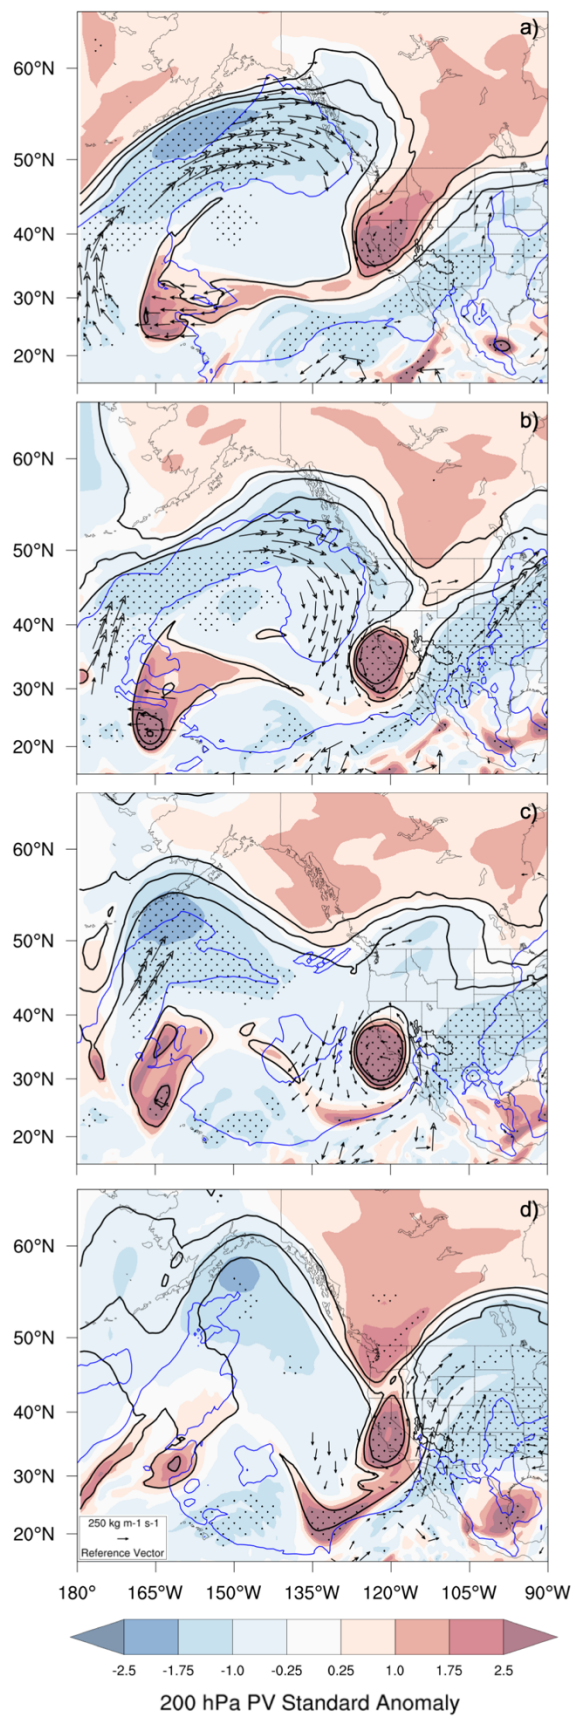 a)
60°N
50°N
40°N
30°N
20°N
b)
60°N
50°N
40°N
30°N
20°N
c)
60°N
50°N
40°N
30°N
20°N
d)
60°N
50°N
40°N
30°N
20°N
250 kg m-1 s-1
Reference Vector
180° 165°W 150°W 135°W 120°W 105°W 90°W
-2.5 -1.75 -1.0 -0.25 0.25 1.0 1.75 2.5
200 hPa PV Standard Anomaly